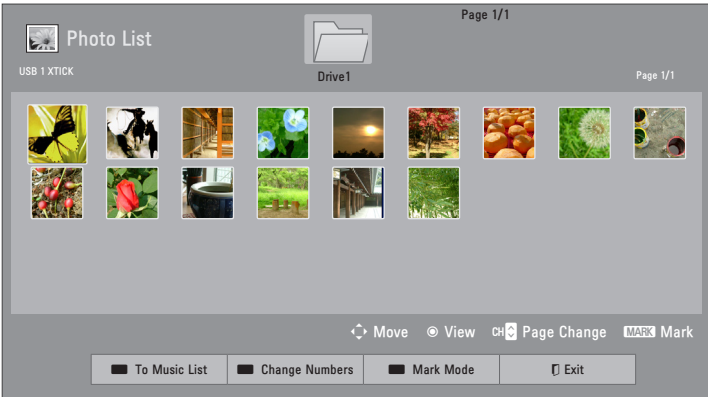 Page 1/1
Photo List
USB 1 XTICK
Drive1
Page 1/1
Move View CH Page Change MARK Mark
To Music List Change Numbers Mark Mode Exit